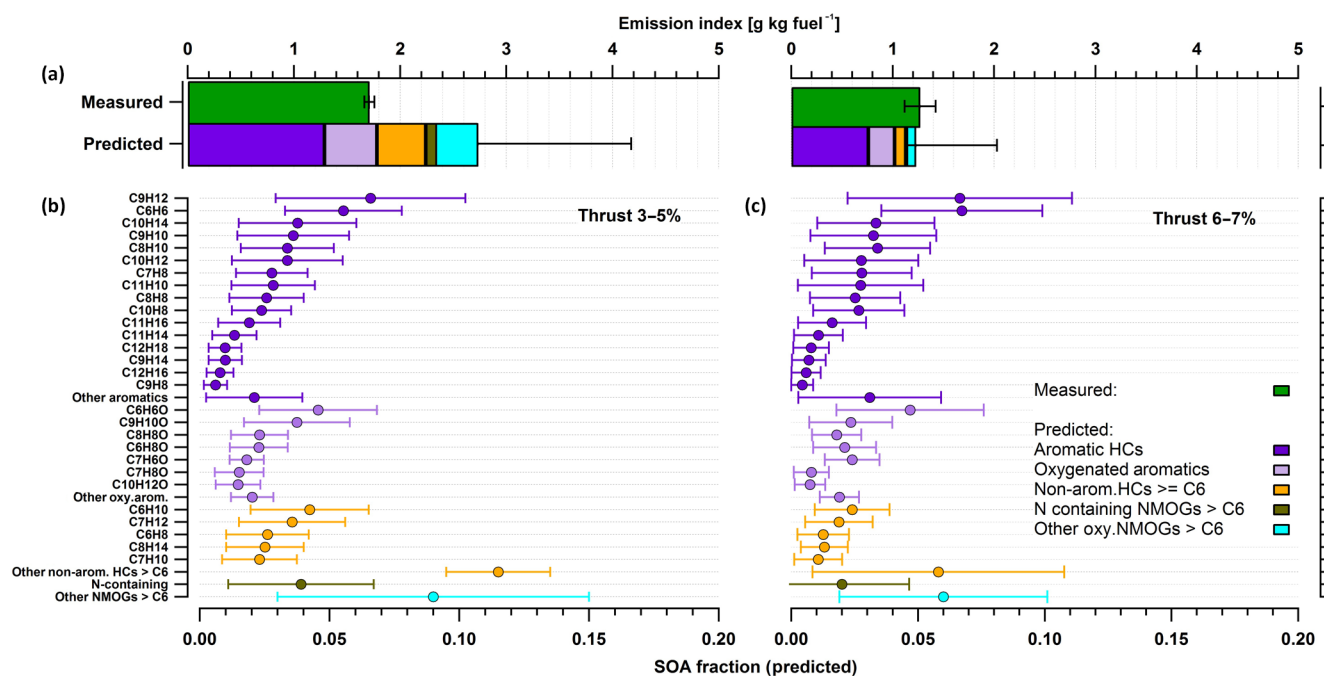 Emission index [g kg fuel⁻¹]
0 1 2 3 4 5 0 1 2 3 4 5
(a)
Measured
Predicted
(b) Thrust 3–5% (c) Thrust 6–7%
C9H12
C6H6
C10H14
C9H10
C8H10
C10H12
C7H8
C11H10
C8H8
C10H8
C11H16
C11H14
C12H18
C9H14
C12H16
C9H8
Other aromatics
C6H6O
C9H10O
C8H8O
C6H8O
C7H6O
C7H8O
C10H12O
Other oxy.arom.
C6H10
C7H12
C6H8
C8H14
C7H10
Other non-arom. HCs > C6
N-containing
Other NMOGs > C6
Measured:
Predicted:
Aromatic HCs
Oxygenated aromatics
Non-arom.HCs >= C6
N containing NMOGs > C6
Other oxy.NMOGs > C6
0.00 0.05 0.10 0.15 0.20 0.00 0.05 0.10 0.15 0.20
SOA fraction (predicted)